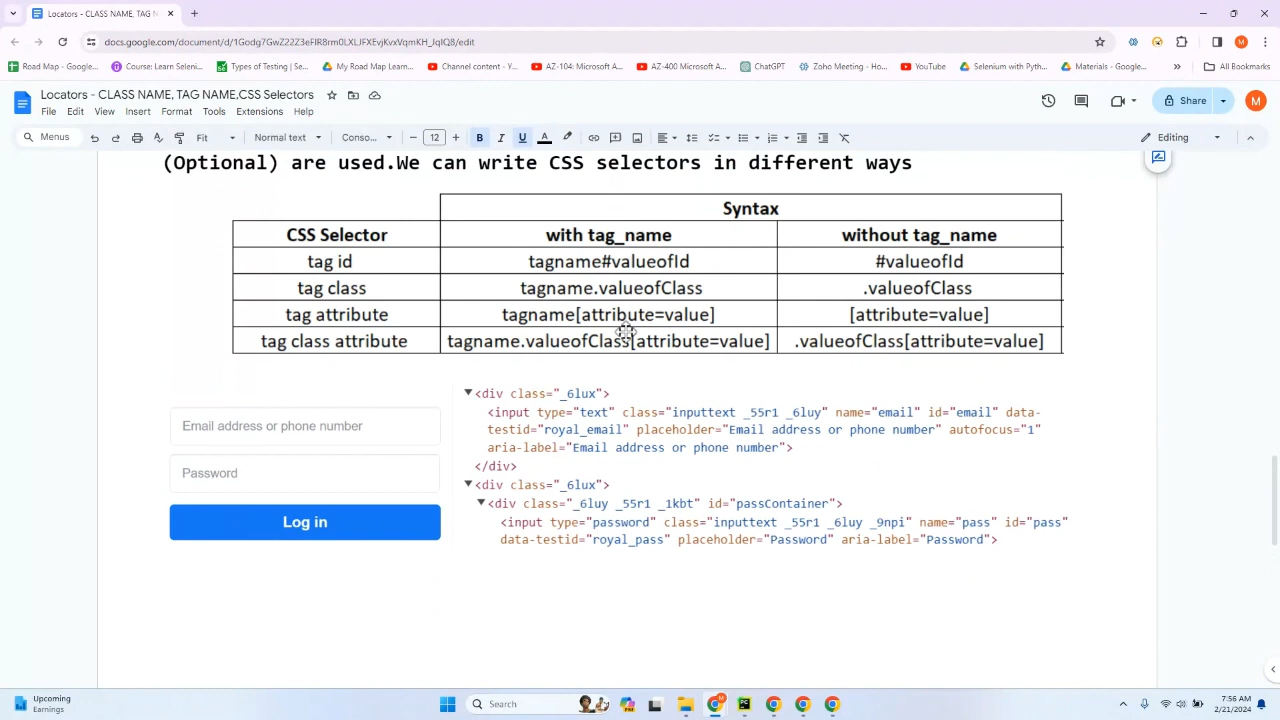 Locators - CLASS NAME, TAG N
docs.google.com/document/d/1Godg7GwZ22Z3eFIR8rm0LXLJFXEvjKvxVqmKH_JqIQ8/edit
Road Map - Google... Course: Learn Seleni... Types of Testing | Se... My Road Map Learn... Channel content - Y... AZ-104: Microsoft A... AZ-400 Microsoft A... ChatGPT Zoho Meeting - Ho... YouTube Selenium with Pyth... Materials - Google... » All Bookmarks
Locators - CLASS NAME, TAG NAME,CSS Selectors
File Edit View Insert Format Tools Extensions Help
Share
M
Menus Fit Normal text Conso... 12 B I U A Editing
(Optional) are used.We can write CSS selectors in different ways
Syntax
CSS Selector with tag_name without tag_name
tag id tagname#valueofId #valueofId
tag class tagname.valueofClass .valueofClass
tag attribute tagname[attribute=value] [attribute=value]
tag class attribute tagname.valueofClass[attribute=value] .valueofClass[attribute=value]
Email address or phone number
Password
Log in
<div class="_6lux">
<input type="text" class="inputtext _55r1 _6luy" name="email" id="email" data-
testid="royal_email" placeholder="Email address or phone number" autofocus="1"
aria-label="Email address or phone number">
</div>
<div class="_6lux">
<div class="_6luy _55r1 _1kbt" id="passContainer">
<input type="password" class="inputtext _55r1 _6luy _9npi" name="pass" id="pass"
data-testid="royal_pass" placeholder="Password" aria-label="Password">
Upcoming
Earnings
Search
7:56 AM
2/21/2024